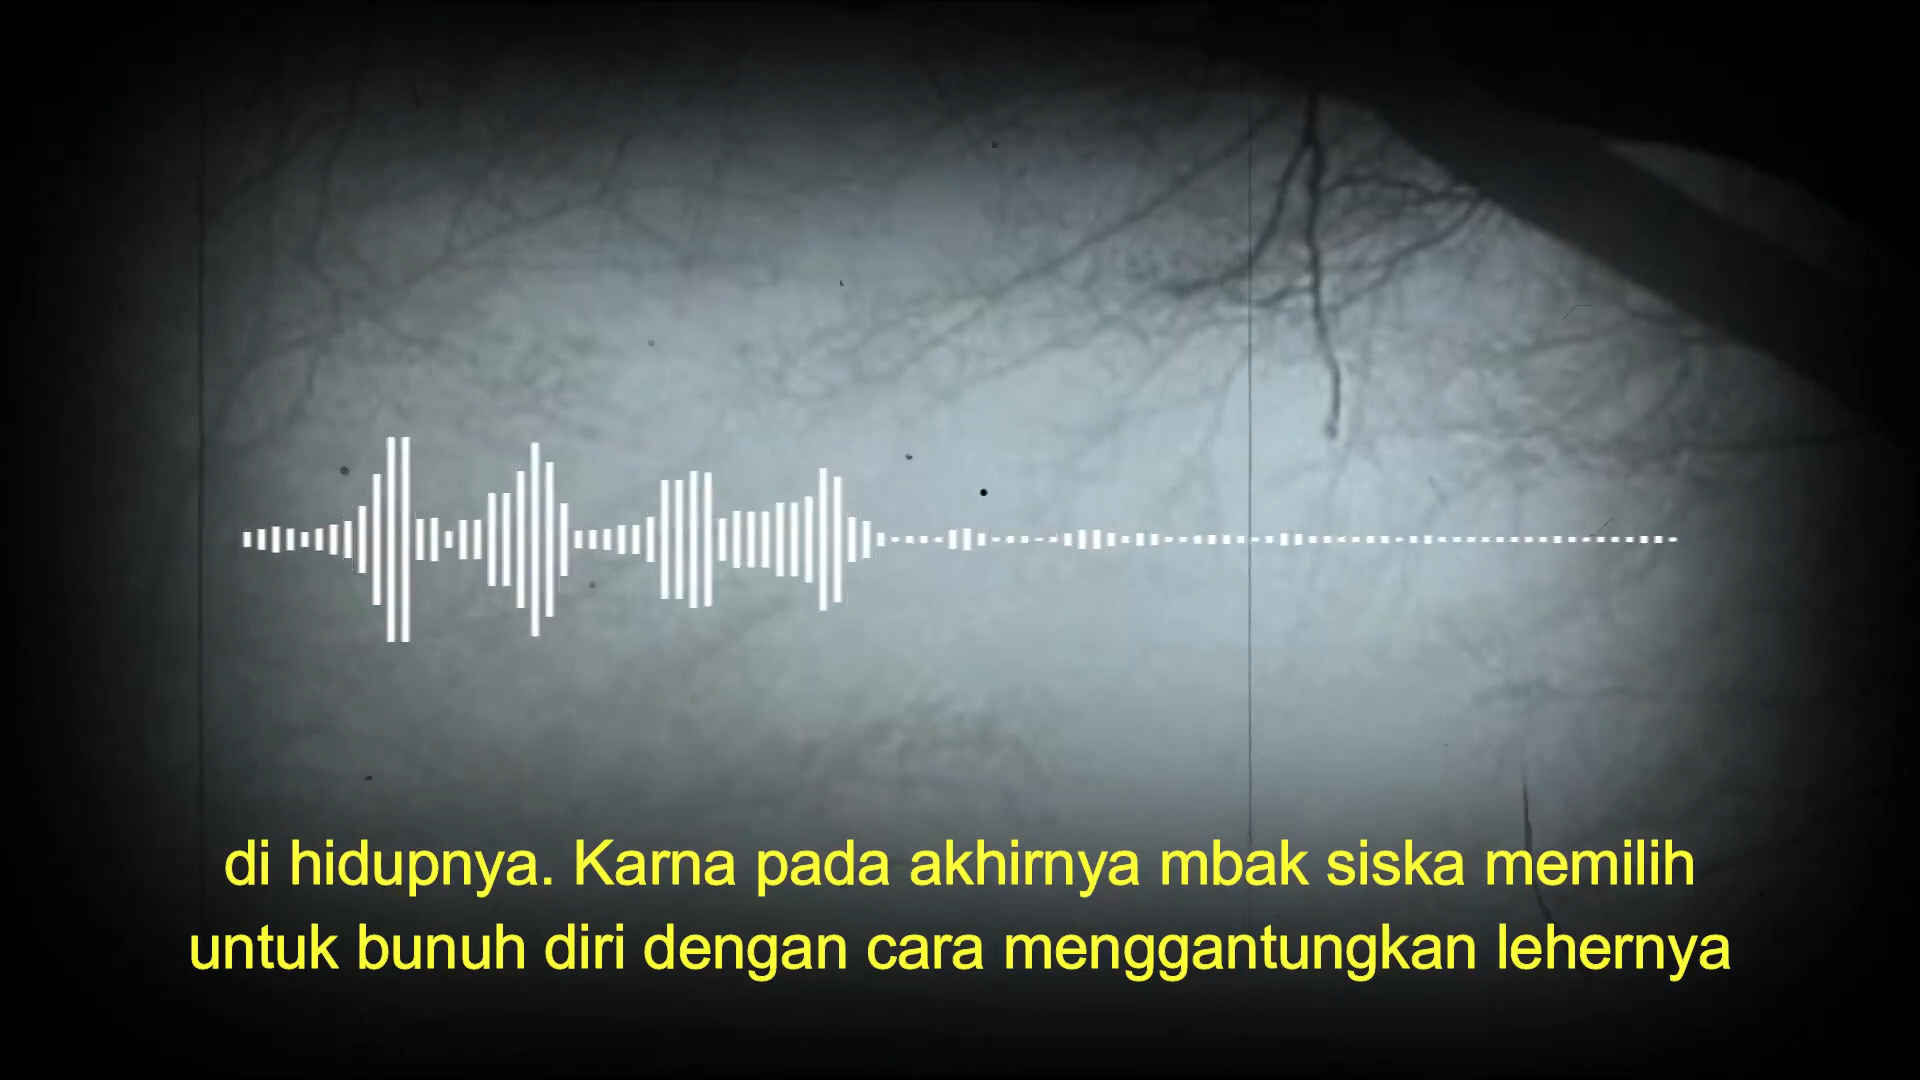 di hidupnya. Karna pada akhirnya mbak siska memilih
untuk bunuh diri dengan cara menggantungkan lehernya